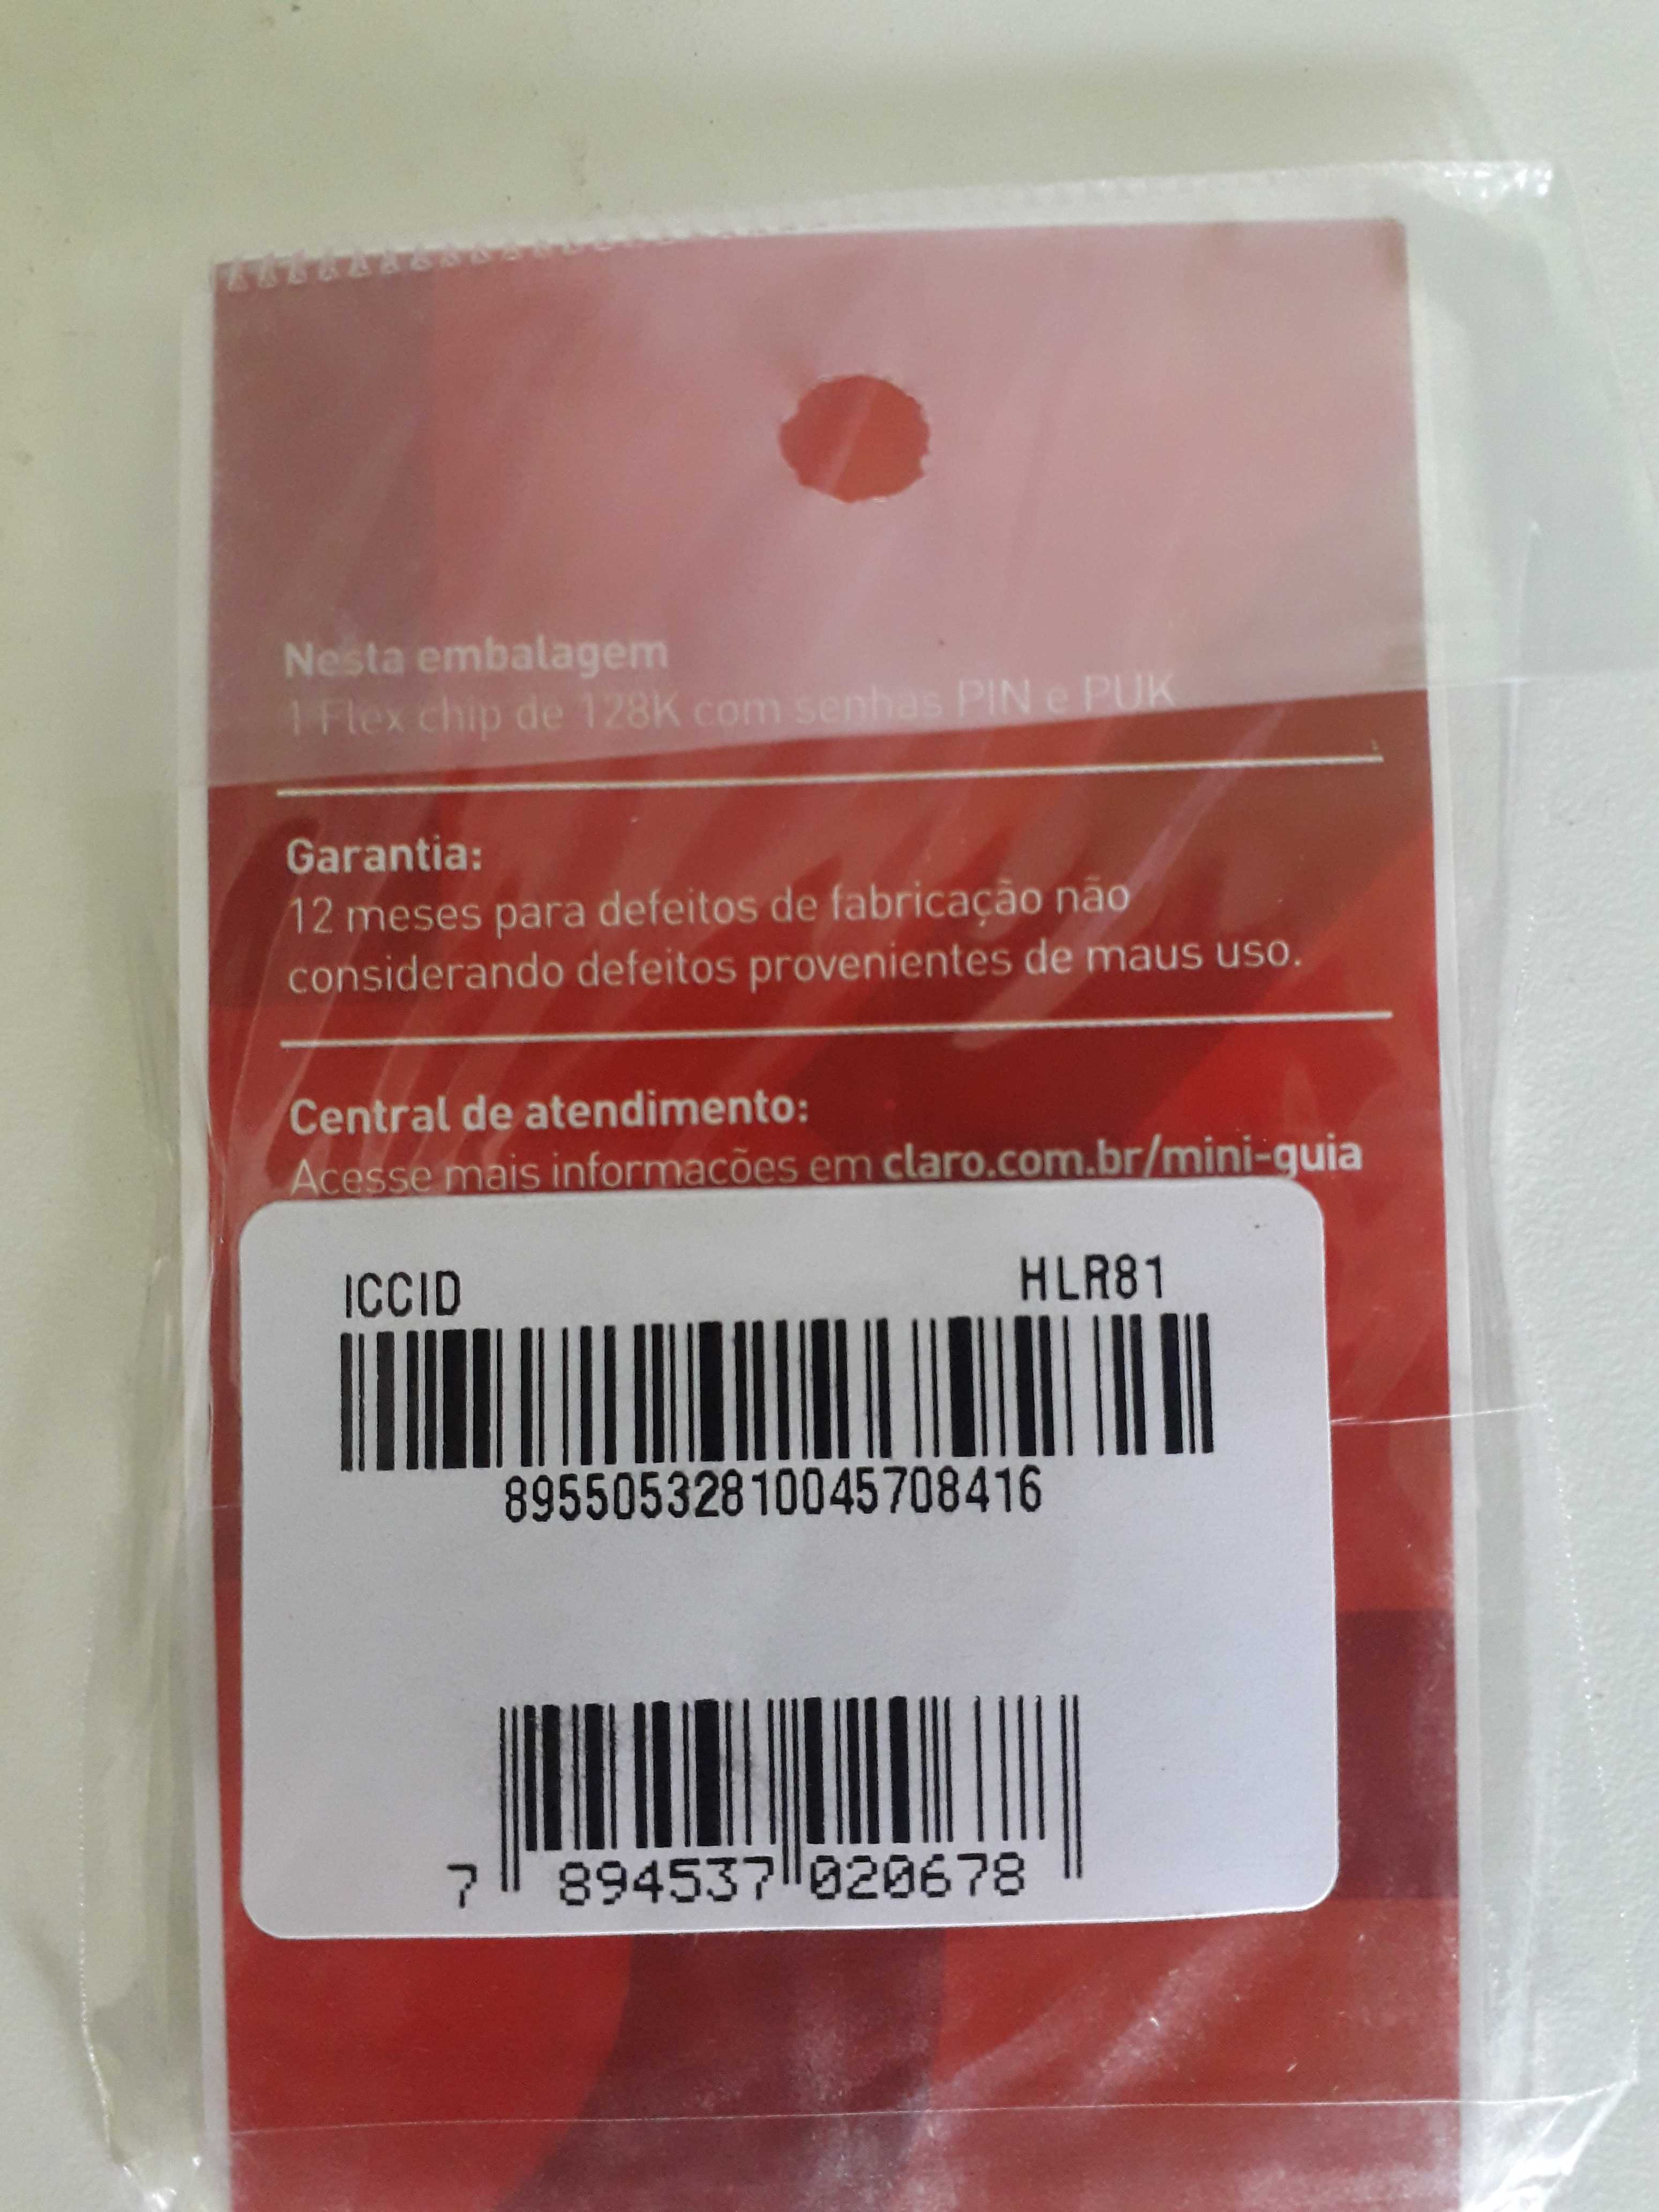 Nesta embalagem
1 Flex chip de 128K com senhas PIN e PUK
Garantia:
12 meses para defeitos de fabricação não
considerando defeitos provenientes de maus uso.
Central de atendimento:
Acesse mais informações em claro.com.br/mini-guia
ICCID HLR81
89550532810045708416
7 894537 020678